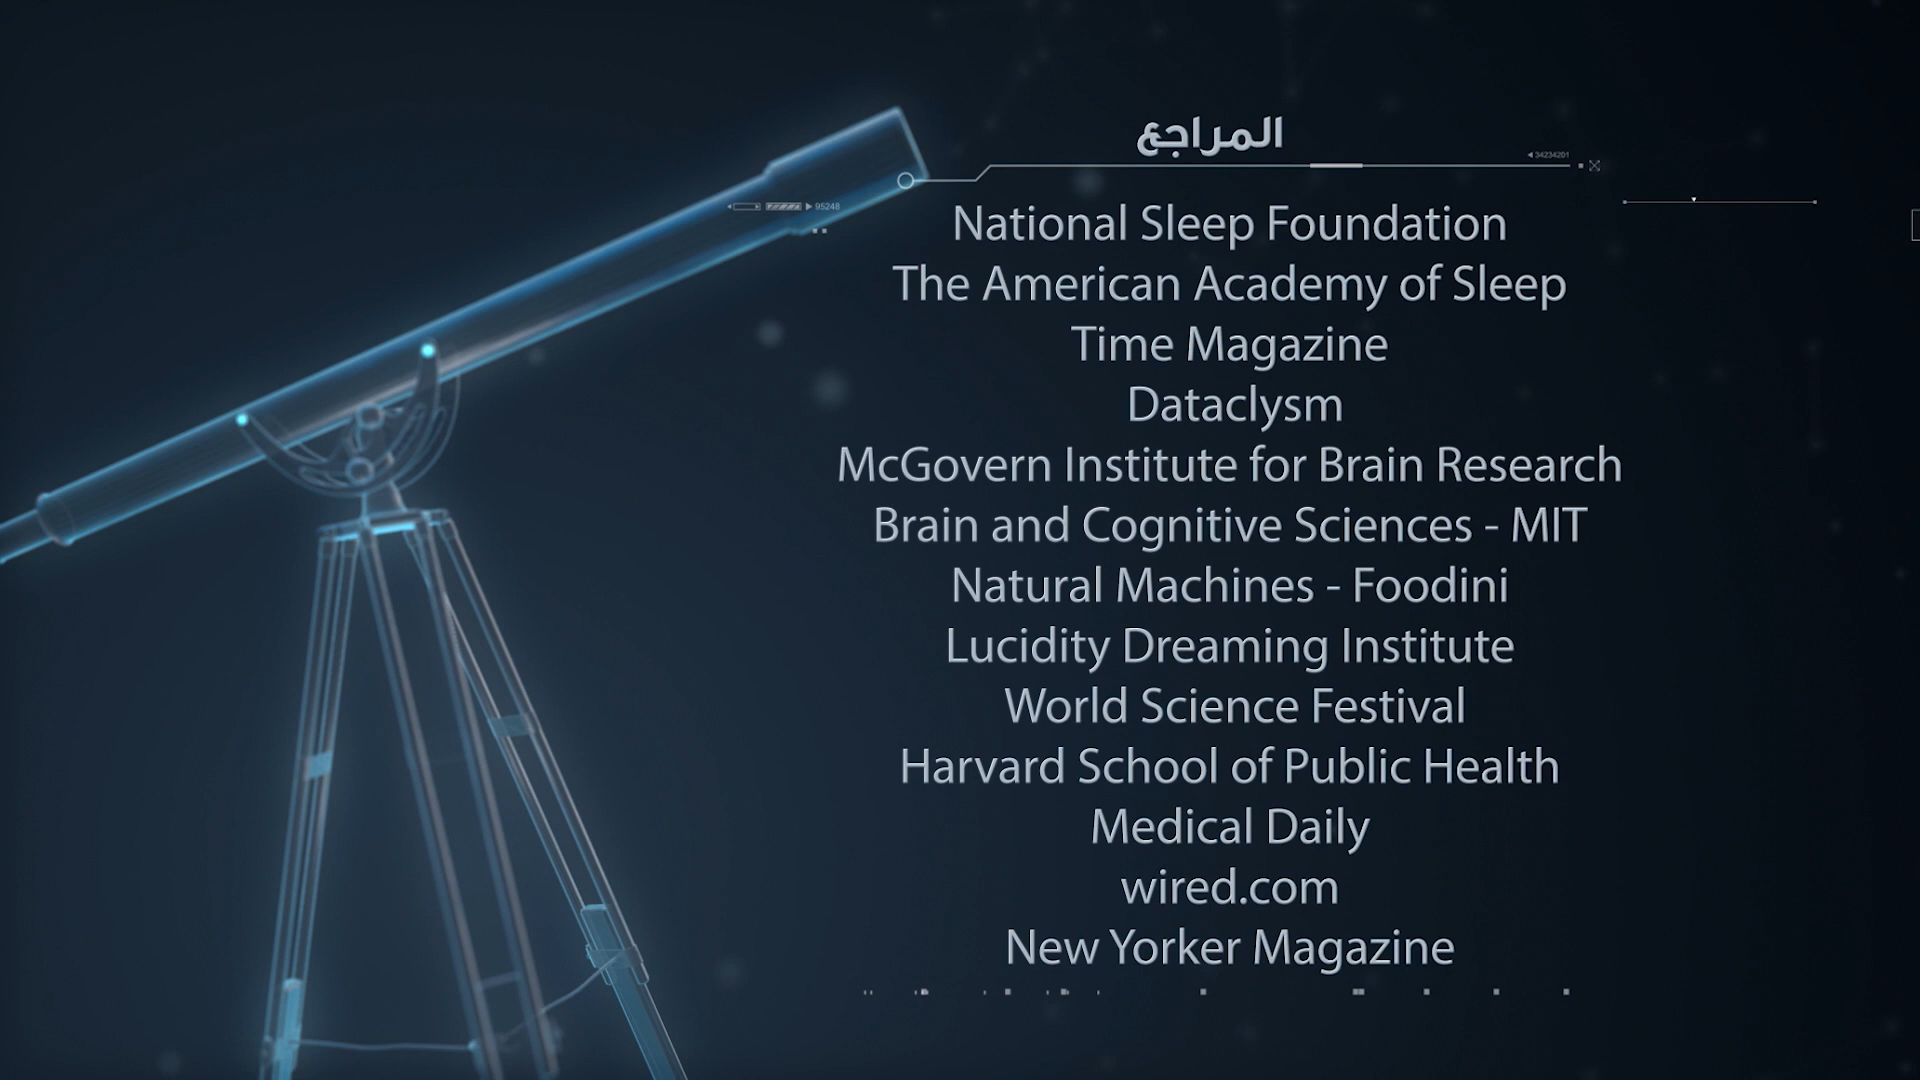 المراجع
34234201
95248
National Sleep Foundation
The American Academy of Sleep
Time Magazine
Dataclysm
McGovern Institute for Brain Research
Brain and Cognitive Sciences - MIT
Natural Machines - Foodini
Lucidity Dreaming Institute
World Science Festival
Harvard School of Public Health
Medical Daily
wired.com
New Yorker Magazine